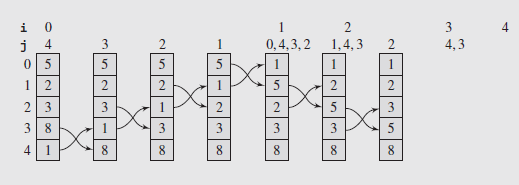 i 0 1 2 3 4
j 4 3 2 1 0,4,3,2 1,4,3 2 4,3
0 5 5 5 5 1 1 1
1 2 2 2 1 5 2 2
2 3 3 1 2 2 5 3
3 8 1 3 3 3 3 5
4 1 8 8 8 8 8 8